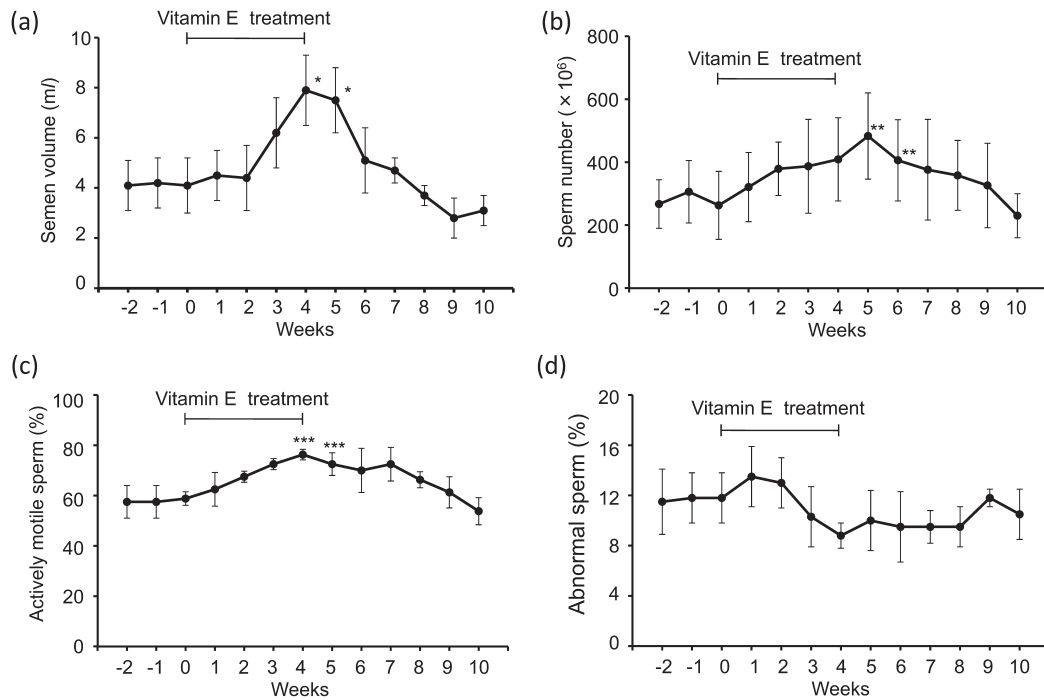 (a)
Vitamin E treatment
Semen volume (ml)
10
8
6
4
2
0
-2 -1 0 1 2 3 4 5 6 7 8 9 10
Weeks
* *
(b)
Vitamin E treatment
Sperm number ( × 10⁶)
800
600
400
200
0
-2 -1 0 1 2 3 4 5 6 7 8 9 10
Weeks
** **
(c)
Vitamin E treatment
Actively motile sperm (%)
100
80
60
40
20
0
-2 -1 0 1 2 3 4 5 6 7 8 9 10
Weeks
*** ***
(d)
Vitamin E treatment
Abnormal sperm (%)
20
16
12
8
4
0
-2 -1 0 1 2 3 4 5 6 7 8 9 10
Weeks